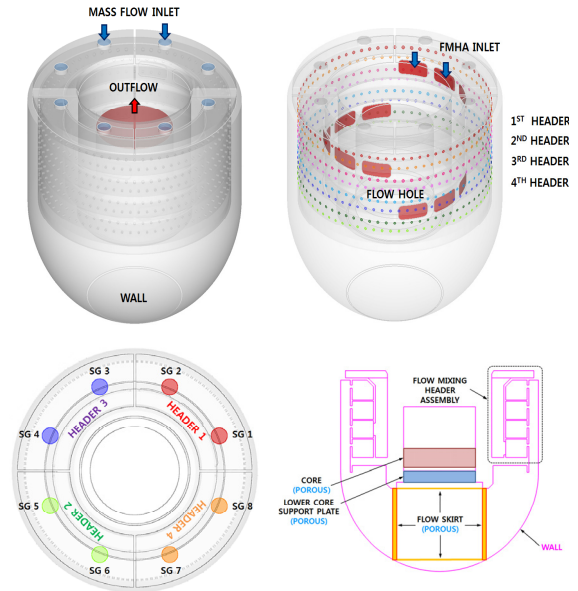 MASS FLOW INLET
OUTFLOW
WALL
FMHA INLET
1ST HEADER
2ND HEADER
3RD HEADER
4TH HEADER
FLOW HOLE
SG 3
SG 2
SG 4
HEADER 3
HEADER 1
SG 1
SG 5
HEADER 2
HEADER 4
SG 8
SG 6
SG 7
FLOW MIXING
HEADER
ASSEMBLY
CORE
(POROUS)
LOWER CORE
SUPPORT PLATE
(POROUS)
FLOW SKIRT
(POROUS)
WALL